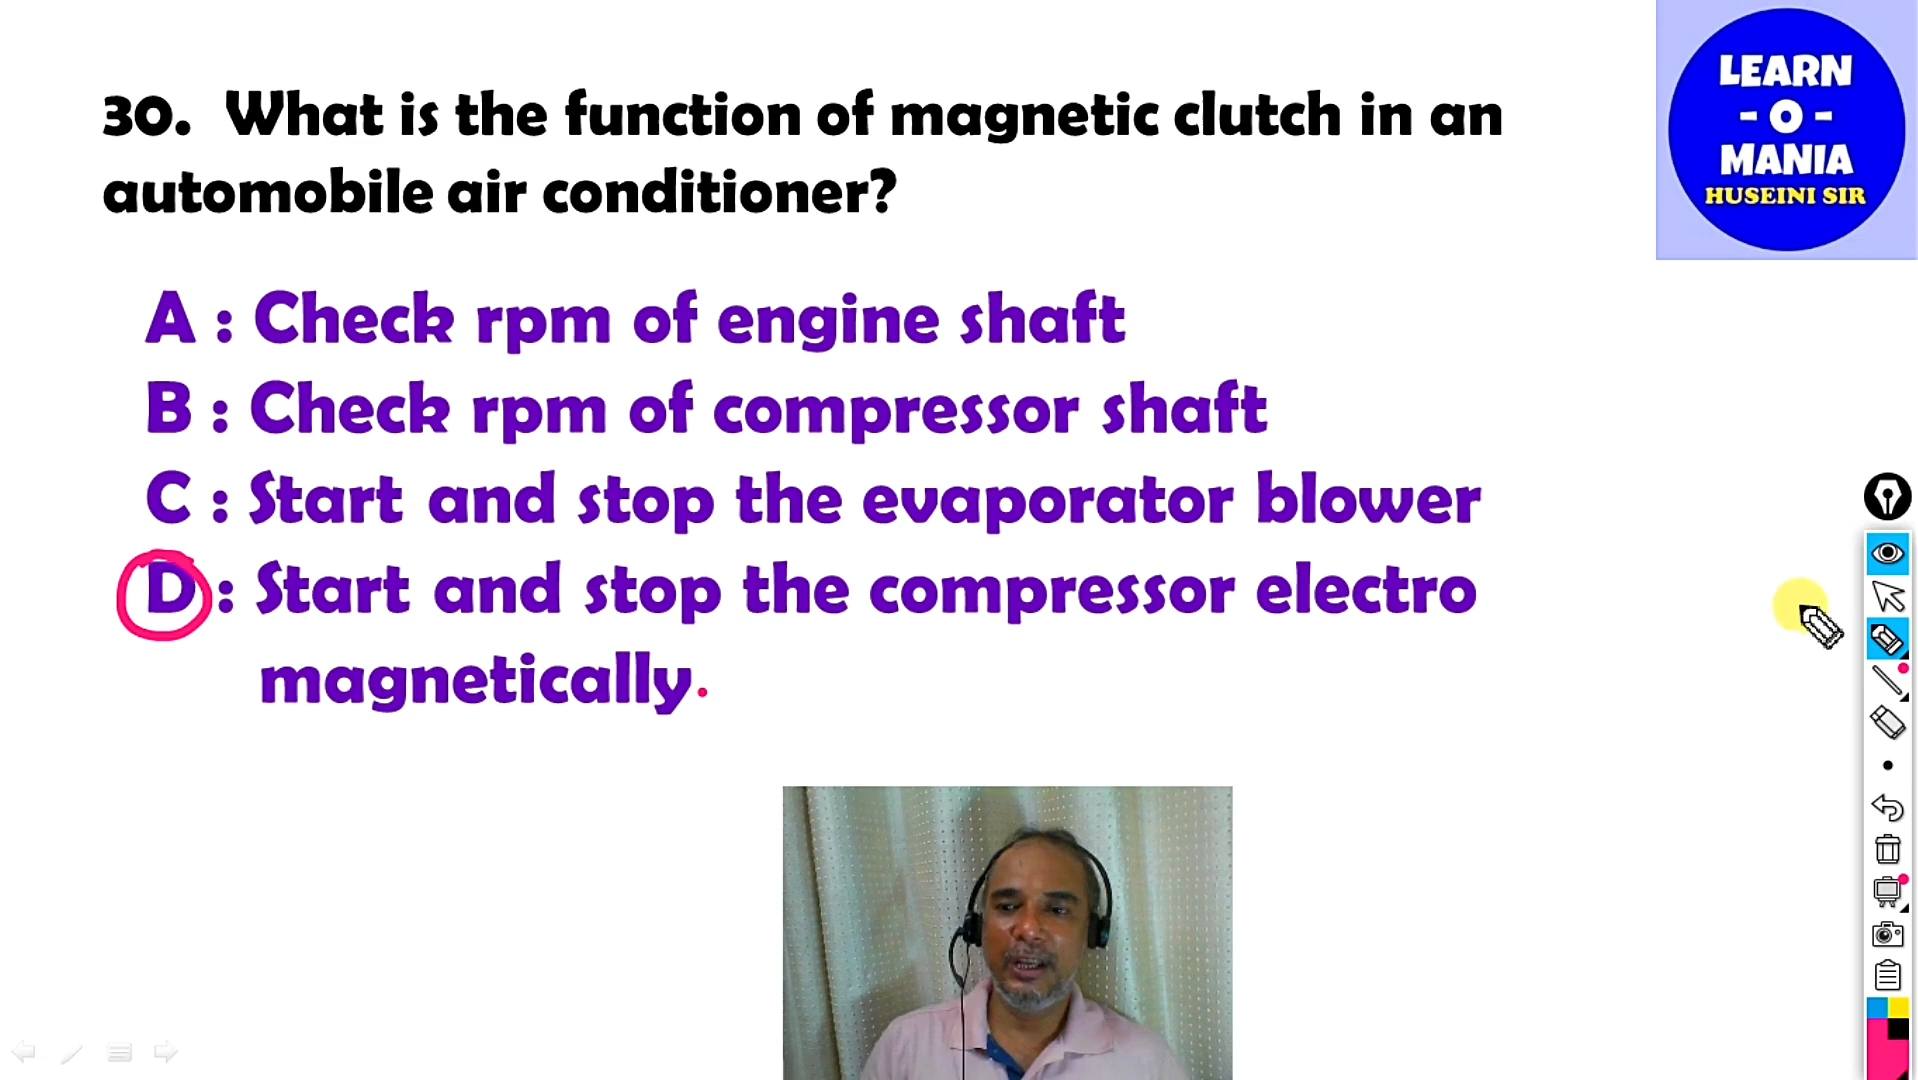 30. What is the function of magnetic clutch in an
automobile air conditioner?
A : Check rpm of engine shaft
B : Check rpm of compressor shaft
C : Start and stop the evaporator blower
D : Start and stop the compressor electro
magnetically.
LEARN
- O -
MANIA
HUSEINI SIR